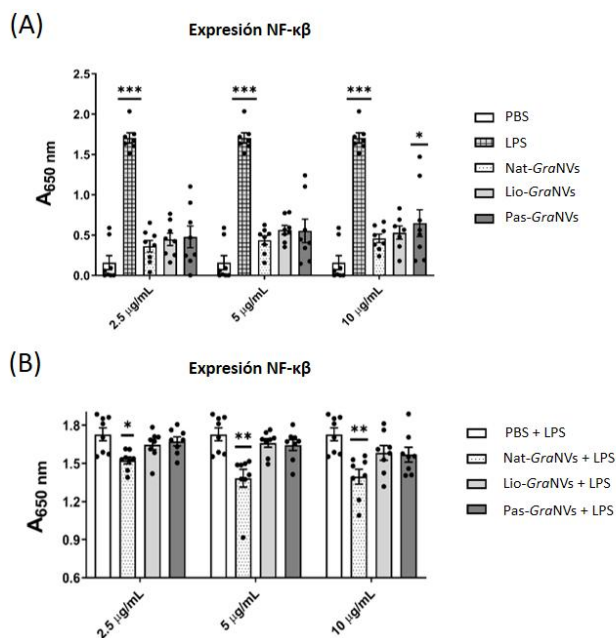 (A)
Expresión NF-κβ
*** *** *** *
2.5
2.0
1.5
1.0
0.5
0.0
A650 nm
2.5 μg/mL
5 μg/mL
10 μg/mL
PBS
LPS
Nat-GraNVs
Lio-GraNVs
Pas-GraNVs
(B)
Expresión NF-κβ
* ** **
1.8
1.5
1.2
0.9
0.6
A650 nm
2.5 μg/mL
5 μg/mL
10 μg/mL
PBS + LPS
Nat-GraNVs + LPS
Lio-GraNVs + LPS
Pas-GraNVs + LPS